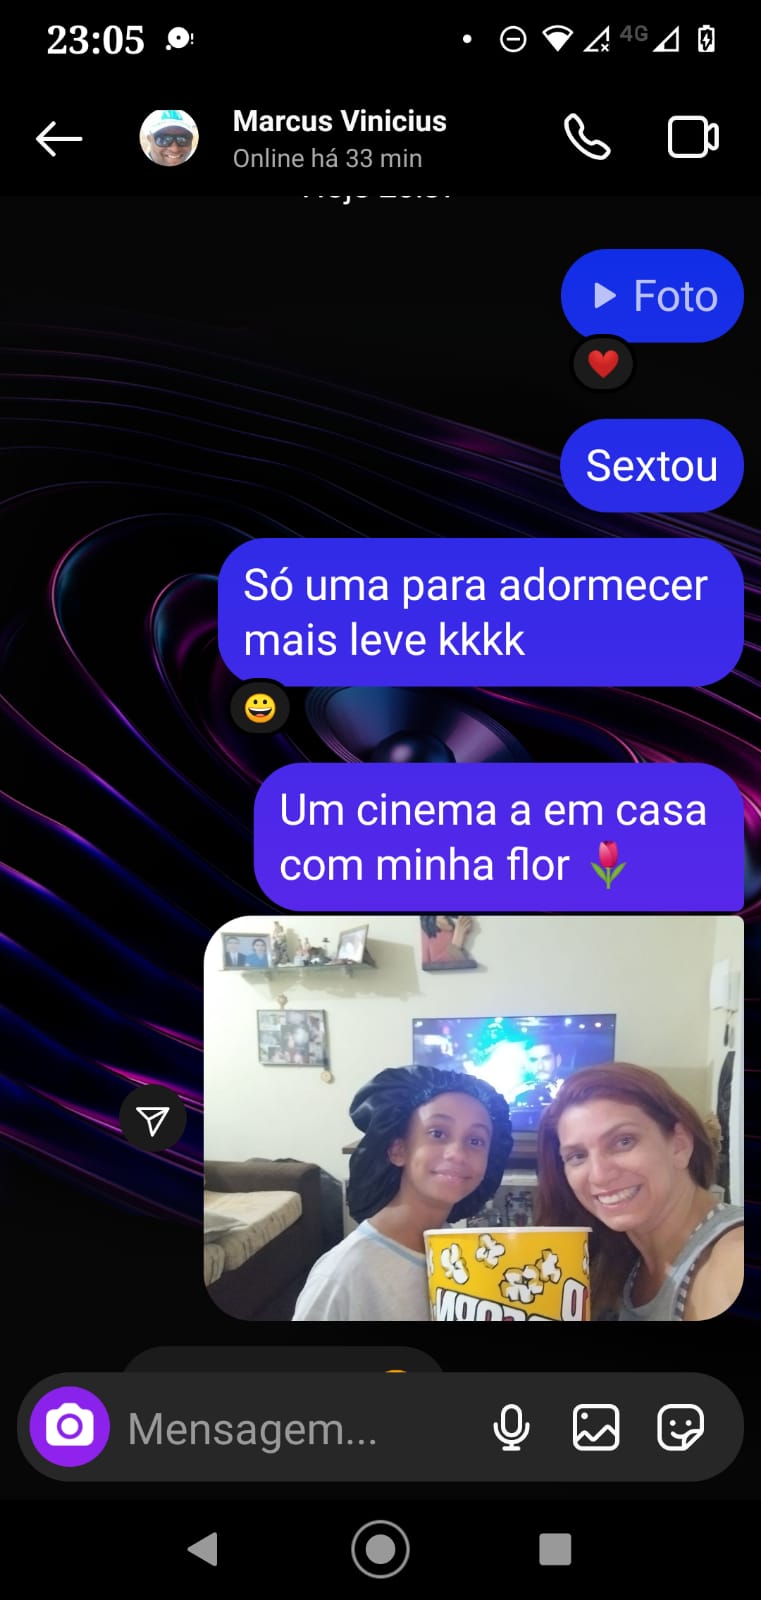 23:05
4G
Marcus Vinicius
Online há 33 min
Foto
Sextou
Só uma para adormecer
mais leve kkkk
Um cinema a em casa
com minha flor 🌷
Mensagem...